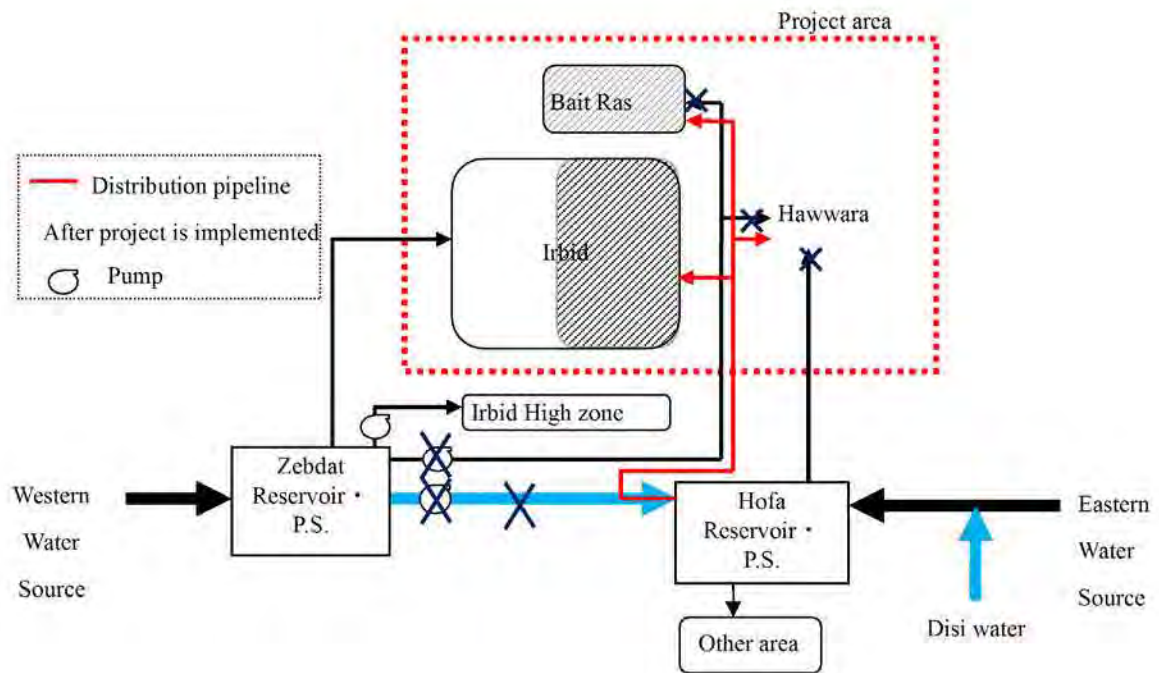 Project area
Bait Ras
Distribution pipeline
After project is implemented
Pump
Hawwara
Irbid
Irbid High zone
Western
Water
Source
Zebdat
Reservoir・
P.S.
Hofa
Reservoir・
P.S.
Eastern
Water
Source
Disi water
Other area